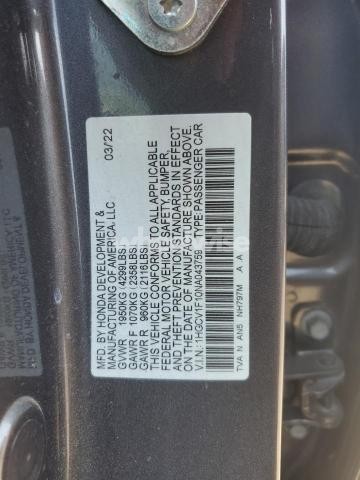 MFD. BY HONDA DEVELOPMENT &
MANUFACTURING OF AMERICA, LLC 03/22
GVWR 1950KG(4299LBS)
GAWR F 1070KG(2358LBS)
GAWR R 960KG(2116LBS)
THIS VEHICLE CONFORMS TO ALL APPLICABLE
FEDERAL MOTOR VEHICLE SAFETY, BUMPER,
AND THEFT PREVENTION STANDARDS IN EFFECT
ON THE DATE OF MANUFACTURE SHOWN ABOVE.
V.I.N.:1HGCV1F10NA043759 TYPE:PASSENGER CAR
TVA N AN5 NH797M A A